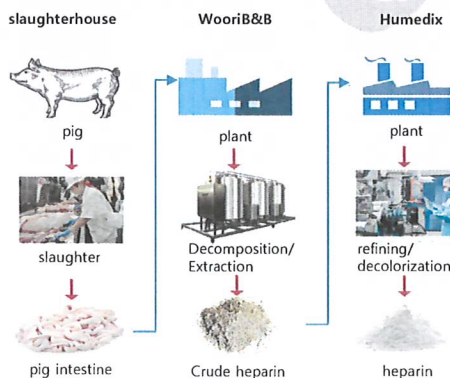 slaughterhouse
pig
slaughter
pig intestine
WooriB&B
plant
Decomposition/
Extraction
Crude heparin
Humedix
plant
refining/
decolorization
heparin